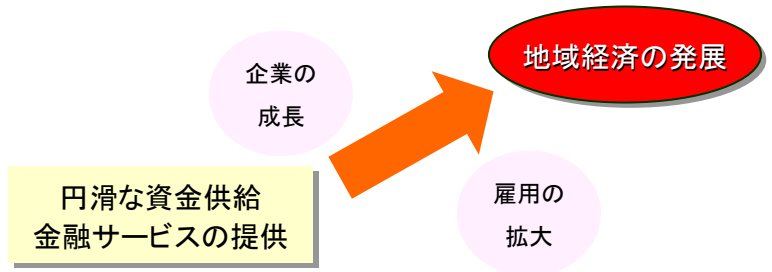 地域経済の発展
企業の
成長
円滑な資金供給
金融サービスの提供
雇用の
拡大